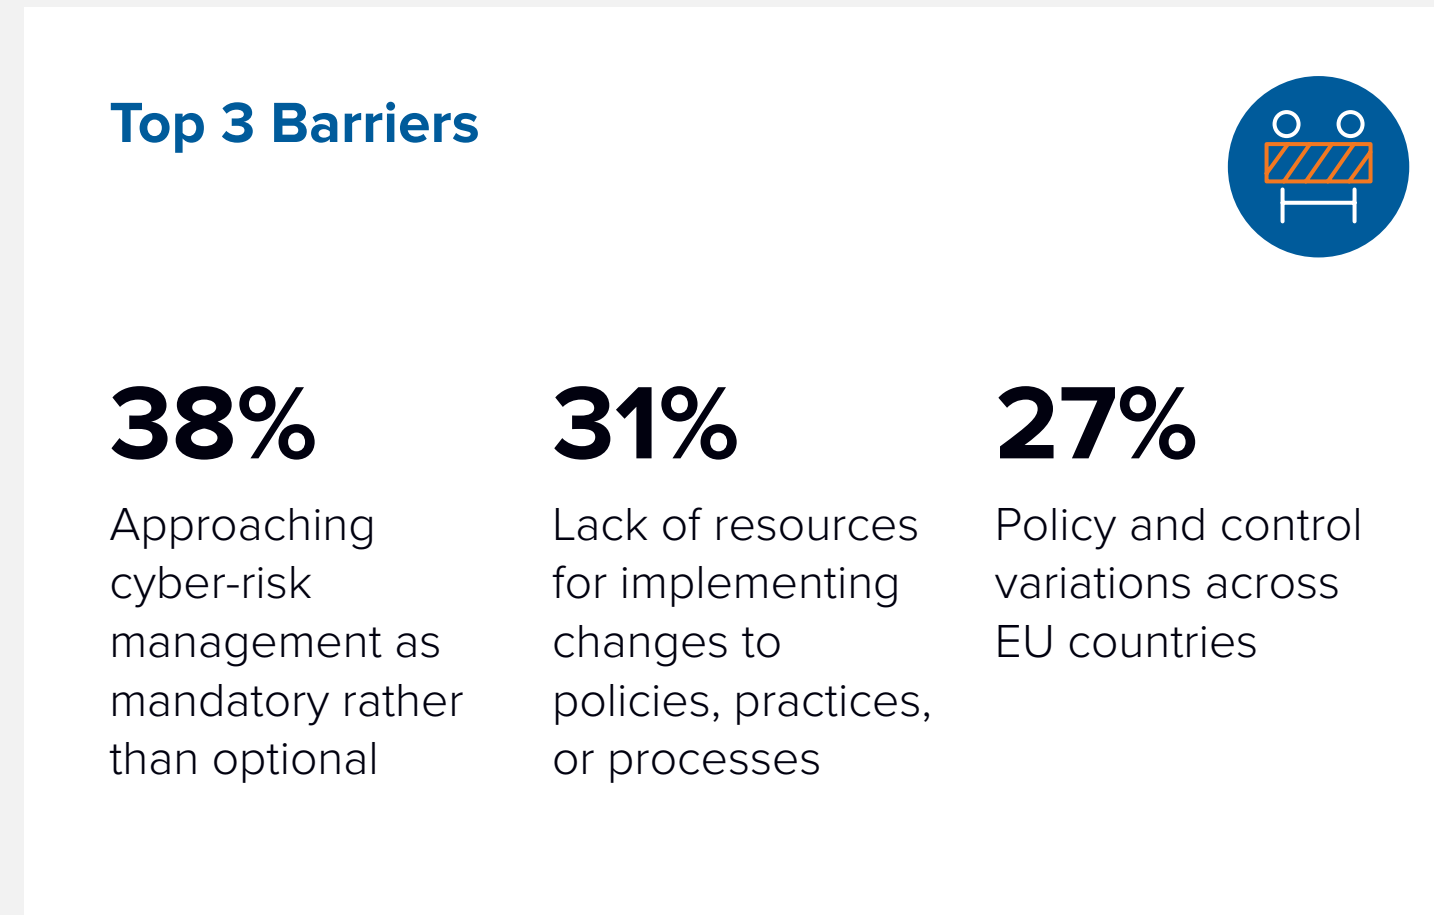 Top 3 Barriers
38%
Approaching
cyber-risk
management as
mandatory rather
than optional
31%
Lack of resources
for implementing
changes to
policies, practices,
or processes
27%
Policy and control
variations across
EU countries